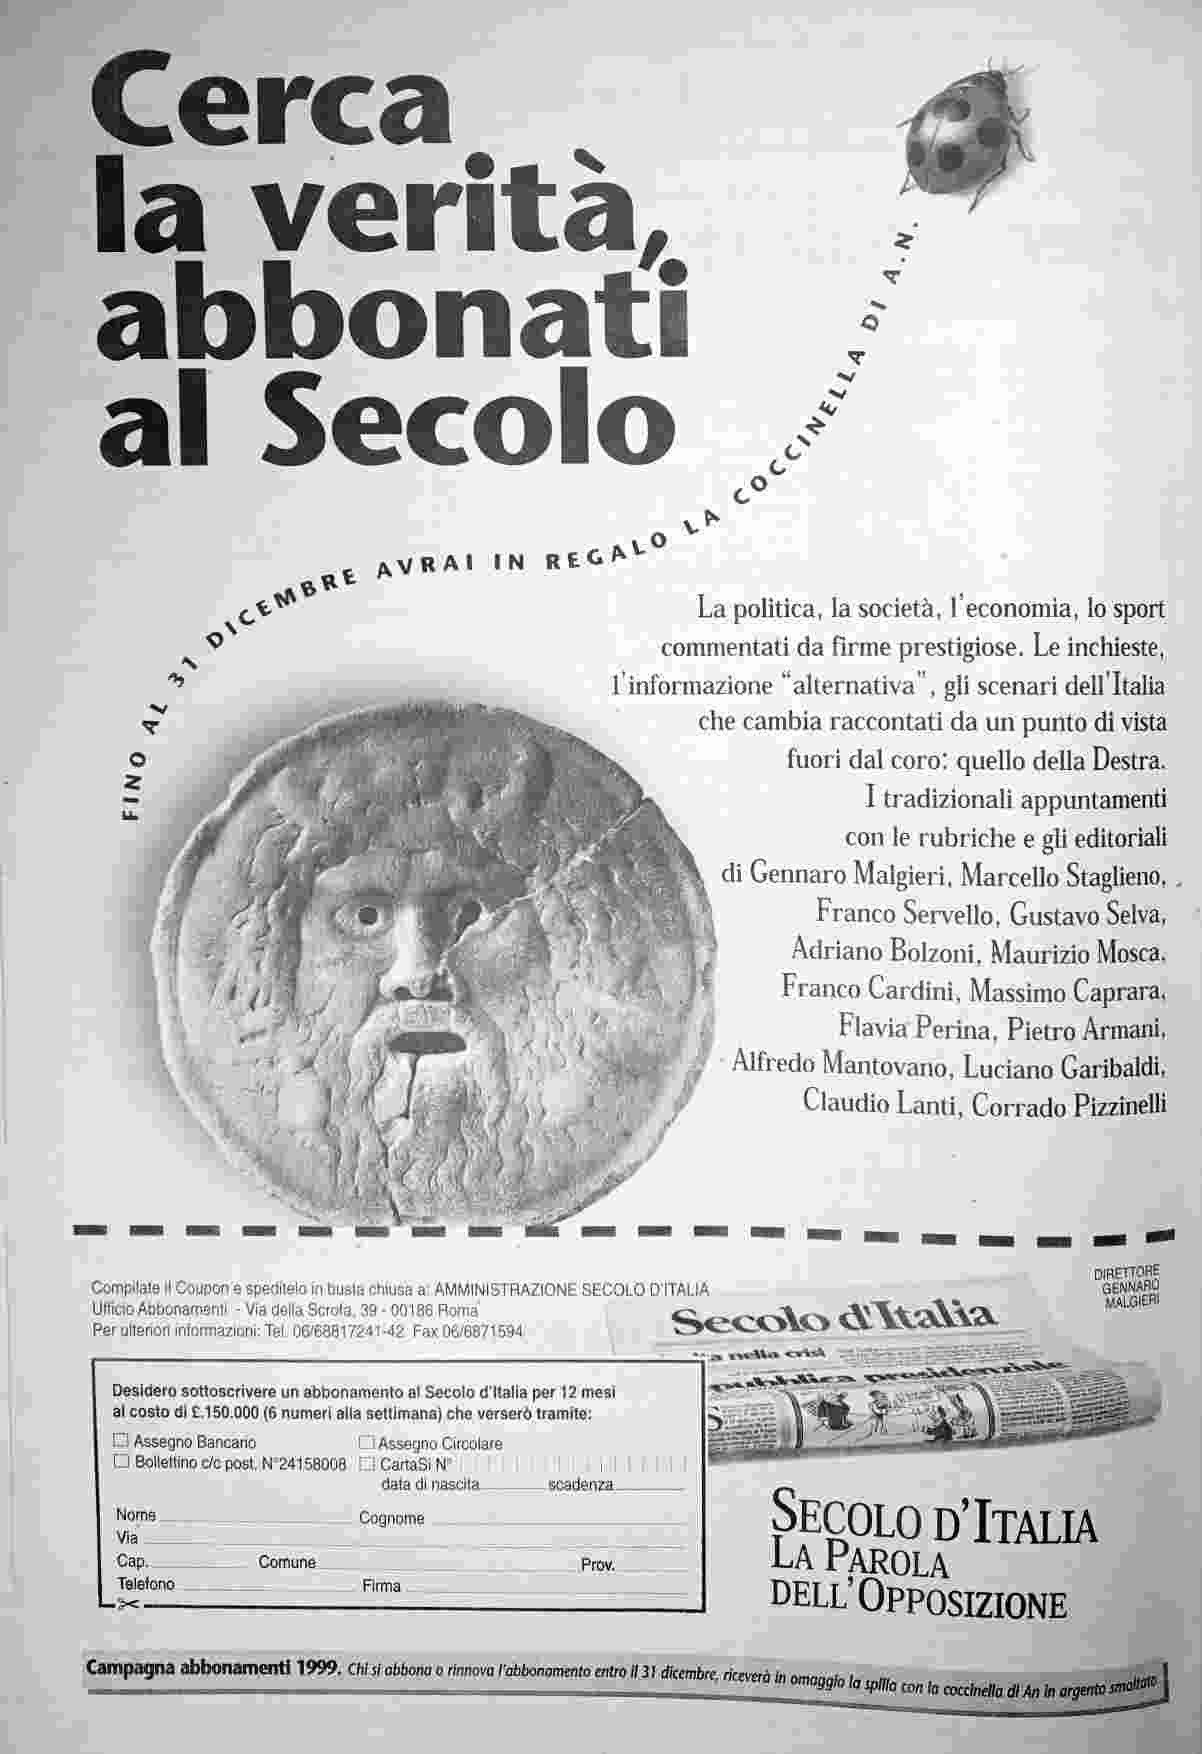 Cerca
la verità,
abbonati
al Secolo
FINO AL 31 DICEMBRE AVRAI IN REGALO LA COCCINELLA DI A.N.
La politica, la società, l'economia, lo sport
commentati da firme prestigiose. Le inchieste,
l'informazione “alternativa”, gli scenari dell'Italia
che cambia raccontati da un punto di vista
fuori dal coro: quello della Destra.
I tradizionali appuntamenti
con le rubriche e gli editoriali
di Gennaro Malgieri, Marcello Staglieno,
Franco Servello, Gustavo Selva,
Adriano Bolzoni, Maurizio Mosca,
Franco Cardini, Massimo Caprara,
Flavia Perina, Pietro Armani,
Alfredo Mantovano, Luciano Garibaldi,
Claudio Lanti, Corrado Pizzinelli
Compilate il Coupon e speditelo in busta chiusa a: AMMINISTRAZIONE SECOLO D'ITALIA
Ufficio Abbonamenti - Via della Scrofa, 39 - 00186 Roma
Per ulteriori informazioni: Tel. 06/68817241-42 Fax 06/6871594
DIRETTORE
GENNARO
MALGIERI
Secolo d'Italia
nella crisi
pubblica presidenziale
Desidero sottoscrivere un abbonamento al Secolo d'Italia per 12 mesi
al costo di £.150.000 (6 numeri alla settimana) che verserò tramite:
Assegno Bancario Assegno Circolare
Bollettino c/c post. N°24158008 CartaSi N°
data di nascita scadenza
Nome Cognome
Via
Cap. Comune Prov.
Telefono Firma
SECOLO D'ITALIA
LA PAROLA
DELL'OPPOSIZIONE
Campagna abbonamenti 1999. Chi si abbona o rinnova l'abbonamento entro il 31 dicembre, riceverà in omaggio la spilla con la coccinella di An in argento smaltato